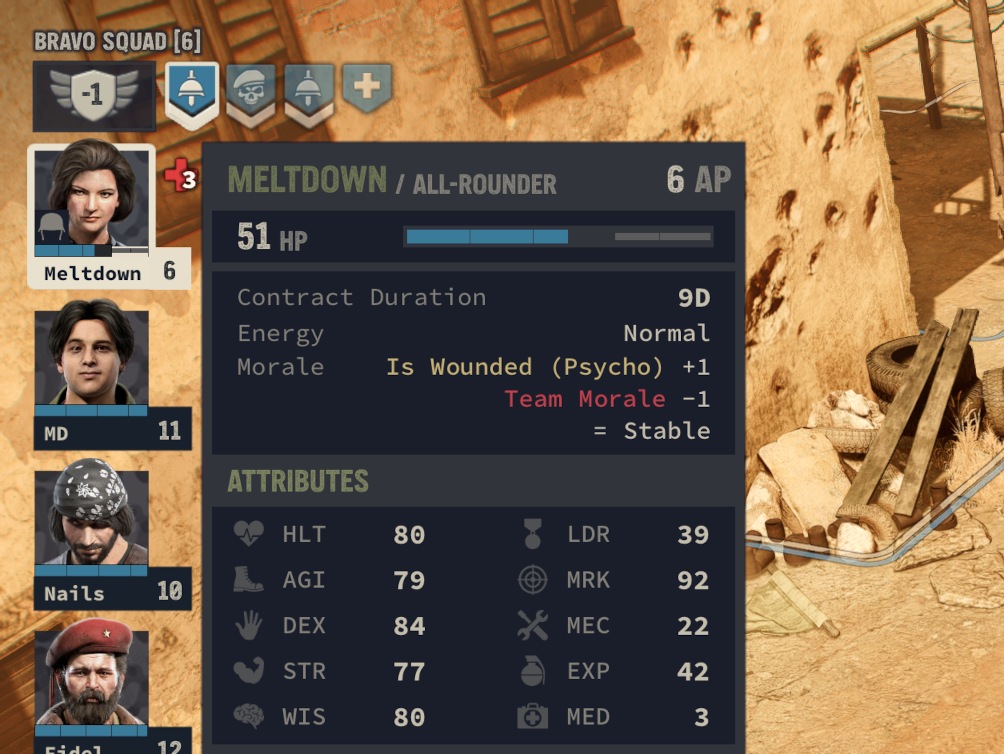 BRAVO SQUAD [6]
-1
3
Meltdown 6
MD 11
Nails 10
Fidel 12
MELTDOWN / ALL-ROUNDER 6 AP
51 HP
Contract Duration 9D
Energy Normal
Morale Is Wounded (Psycho) +1
Team Morale -1
= Stable
ATTRIBUTES
HLT 80 LDR 39
AGI 79 MRK 92
DEX 84 MEC 22
STR 77 EXP 42
WIS 80 MED 3